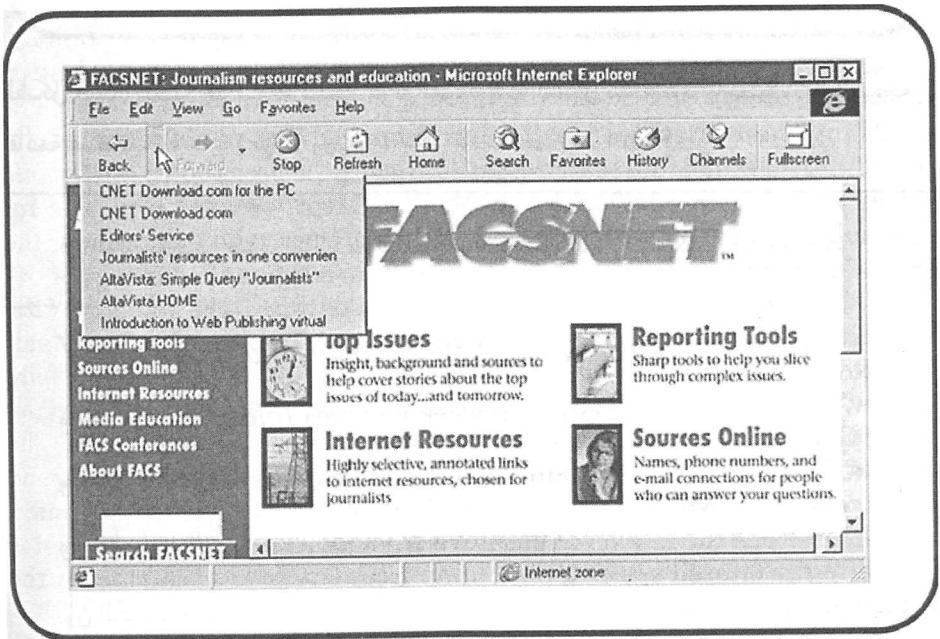 FACSNET: Journalism resources and education - Microsoft Internet Explorer
File Edit View Go Favorites Help
Back Forward Stop Refresh Home Search Favorites History Channels Fullscreen
CNET Download.com for the PC
CNET Download.com
Editors' Service
Journalists' resources in one convenien
AltaVista: Simple Query "Journalists"
AltaVista HOME
Introduction to Web Publishing virtual
FACSNET™
Reporting Tools
Sources Online
Internet Resources
Media Education
FACS Conferences
About FACS
Search FACSNET
Top Issues
Insight, background and sources to
help cover stories about the top
issues of today...and tomorrow.
Reporting Tools
Sharp tools to help you slice
through complex issues.
Internet Resources
Highly selective, annotated links
to internet resources, chosen for
journalists
Sources Online
Names, phone numbers, and
e-mail connections for people
who can answer your questions.
Internet zone